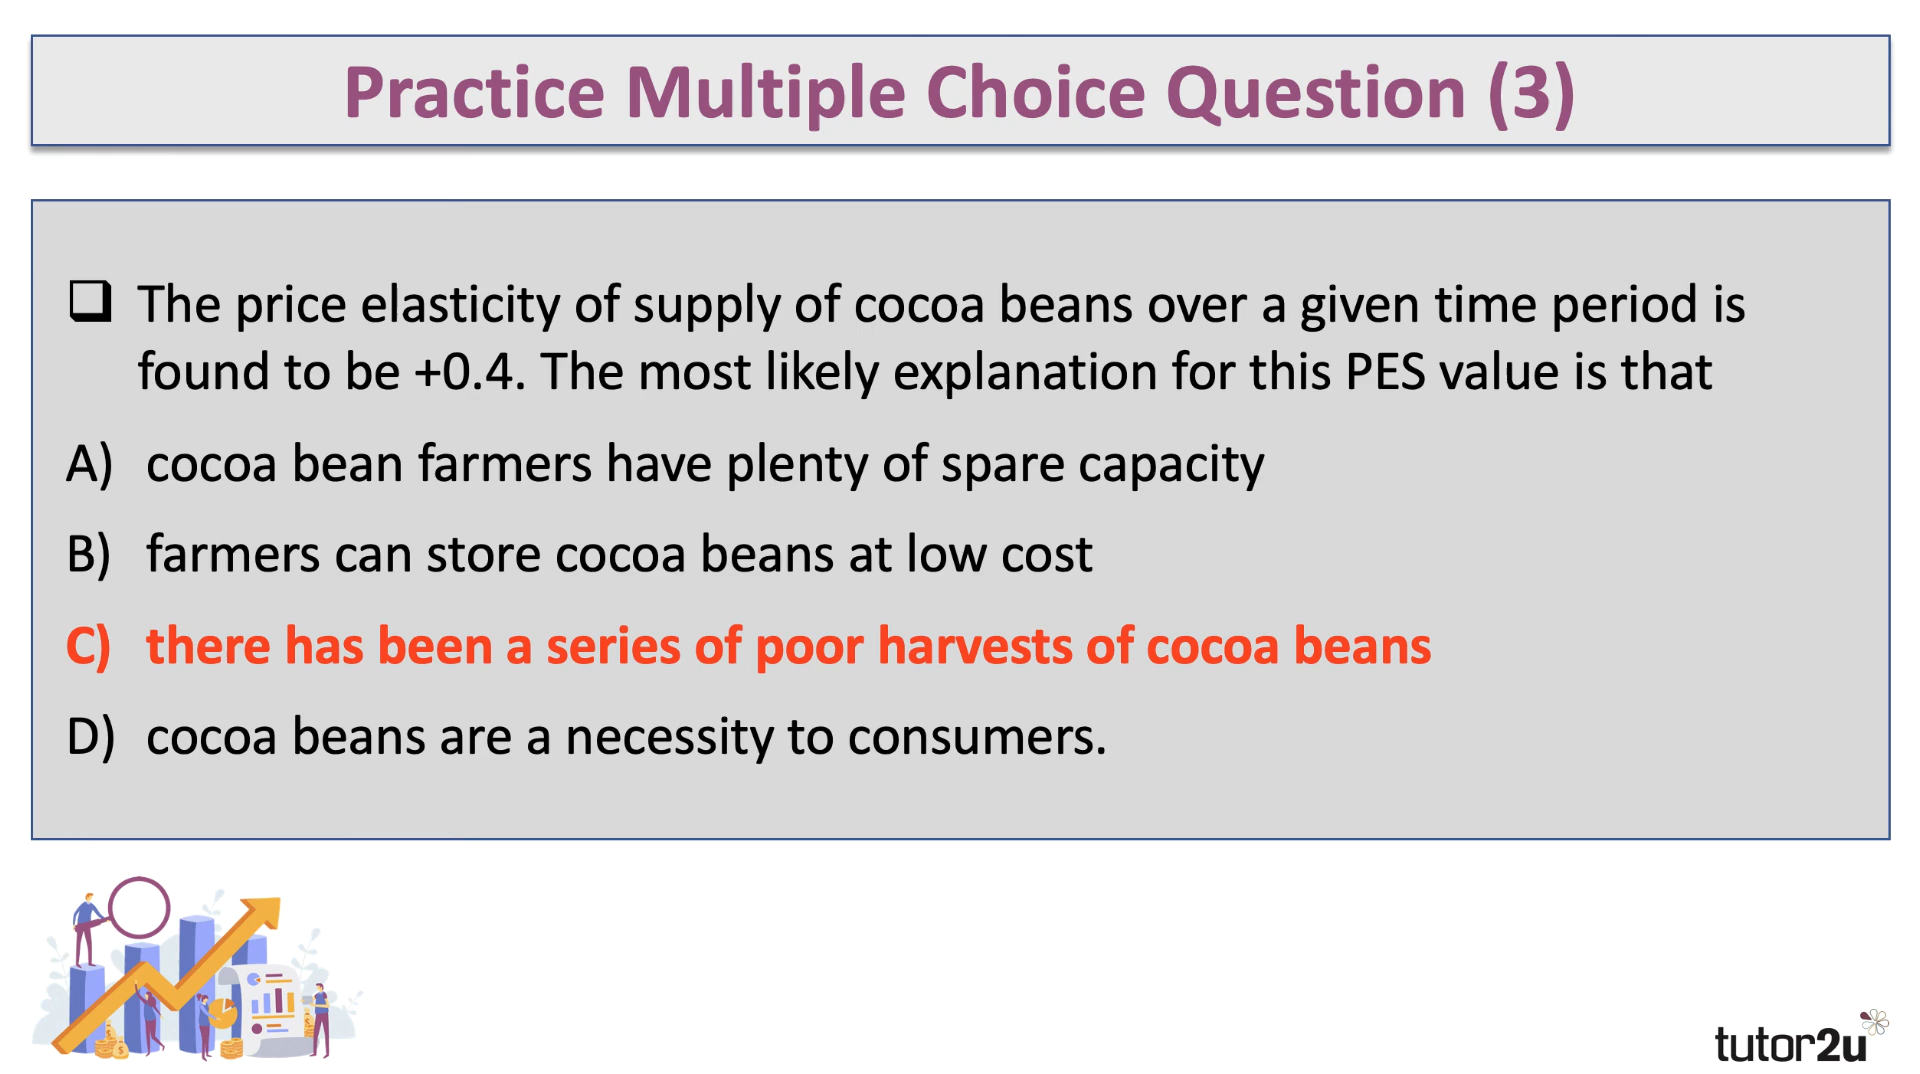 Practice Multiple Choice Question (3)
❑ The price elasticity of supply of cocoa beans over a given time period is
found to be +0.4. The most likely explanation for this PES value is that
A) cocoa bean farmers have plenty of spare capacity
B) farmers can store cocoa beans at low cost
C) there has been a series of poor harvests of cocoa beans
D) cocoa beans are a necessity to consumers.
tutor2u